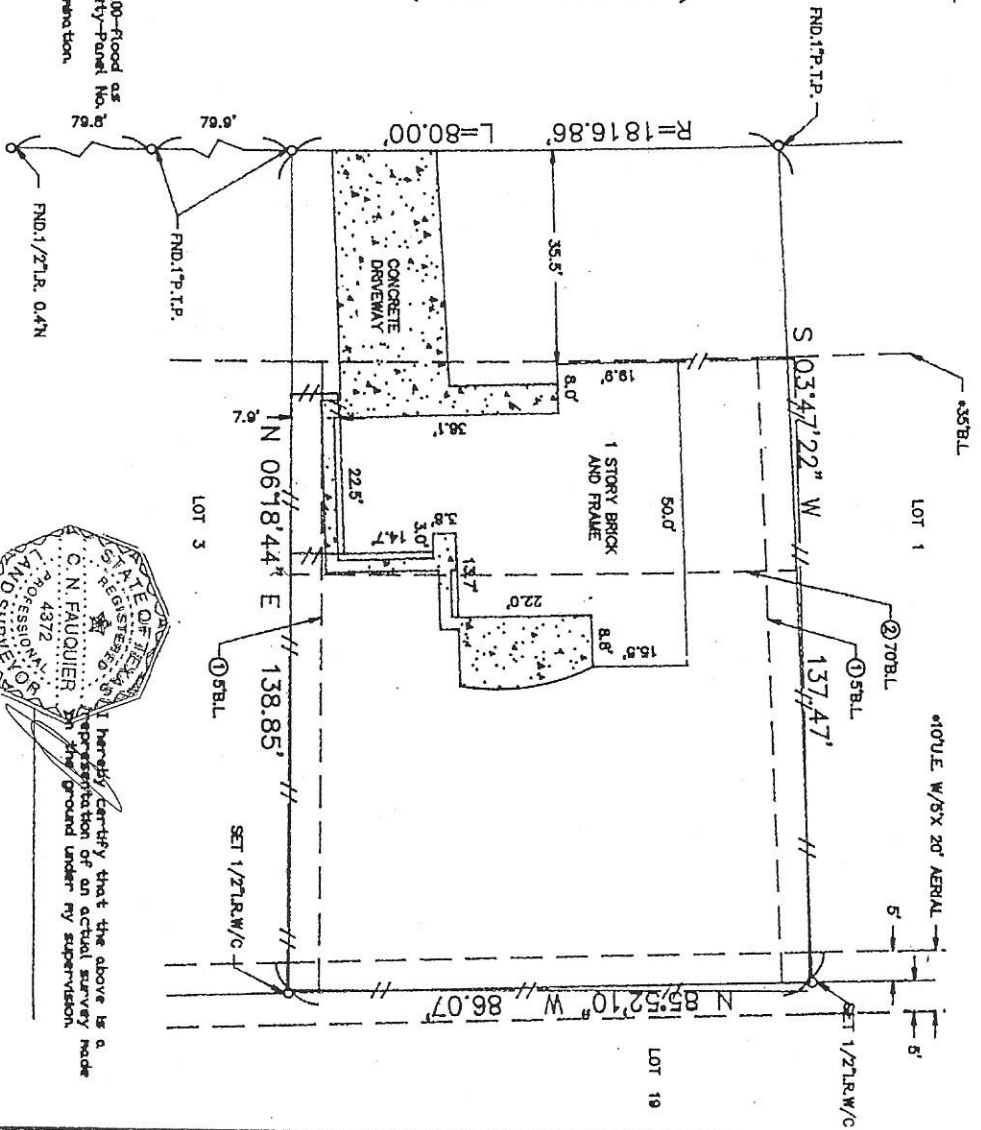 FND.1"P.T.P.
*35'B.L.
LOT 1
*10'U.E. W/5'X 20' AERIAL
5'
5'
SET 1/2"I.R.W/C
②70'B.L.
①5'B.L.
S 03°47'22" W
137.47'
R=1816.86'
L=80.00'
35.5'
19.9'
8.0'
50.0'
1 STORY BRICK
AND FRAME
CONCRETE
DRIVEWAY
38.1'
22.5'
7.6'
14.7'
3.0'
3.8'
13.7'
22.0'
8.8'
15.5'
LOT 19
N 85°52'10" W
86.07'
N 06°18'44" E
138.85'
LOT 3
①5'B.L.
SET 1/2"I.R.W/C
79.9'
79.8'
FND.1"P.T.P.
FND.1/2"I.R. 0.4'N
00-flood as
rty-Panel No.
mination.
STATE OF TEXAS
REGISTERED
C. N. FAUQUIER
4372
PROFESSIONAL
LAND SURVEYOR
I hereby certify that the above is a
representation of an actual survey made
on the ground under my supervision.